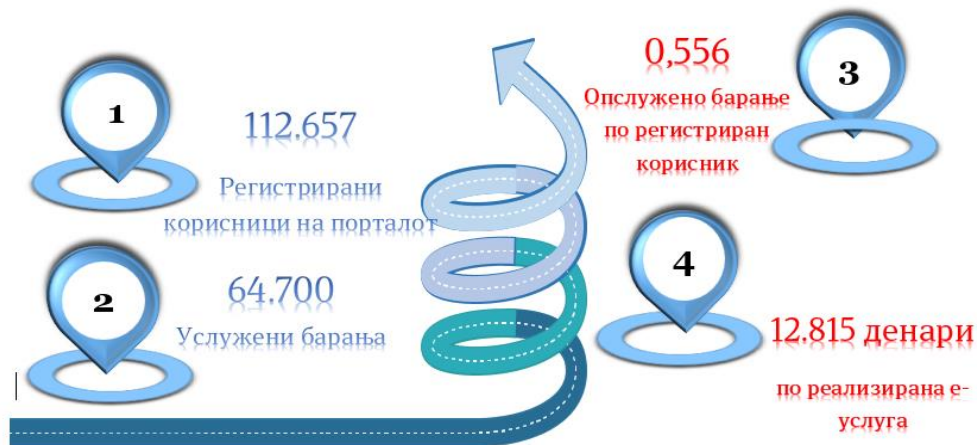 1
112.657
Регистрирани
корисници на порталот
2
64.700
Услужени барања
3
0,556
Опслужено барање
по регистриран
корисник
4
12.815 денари
по реализирана е-
услуга